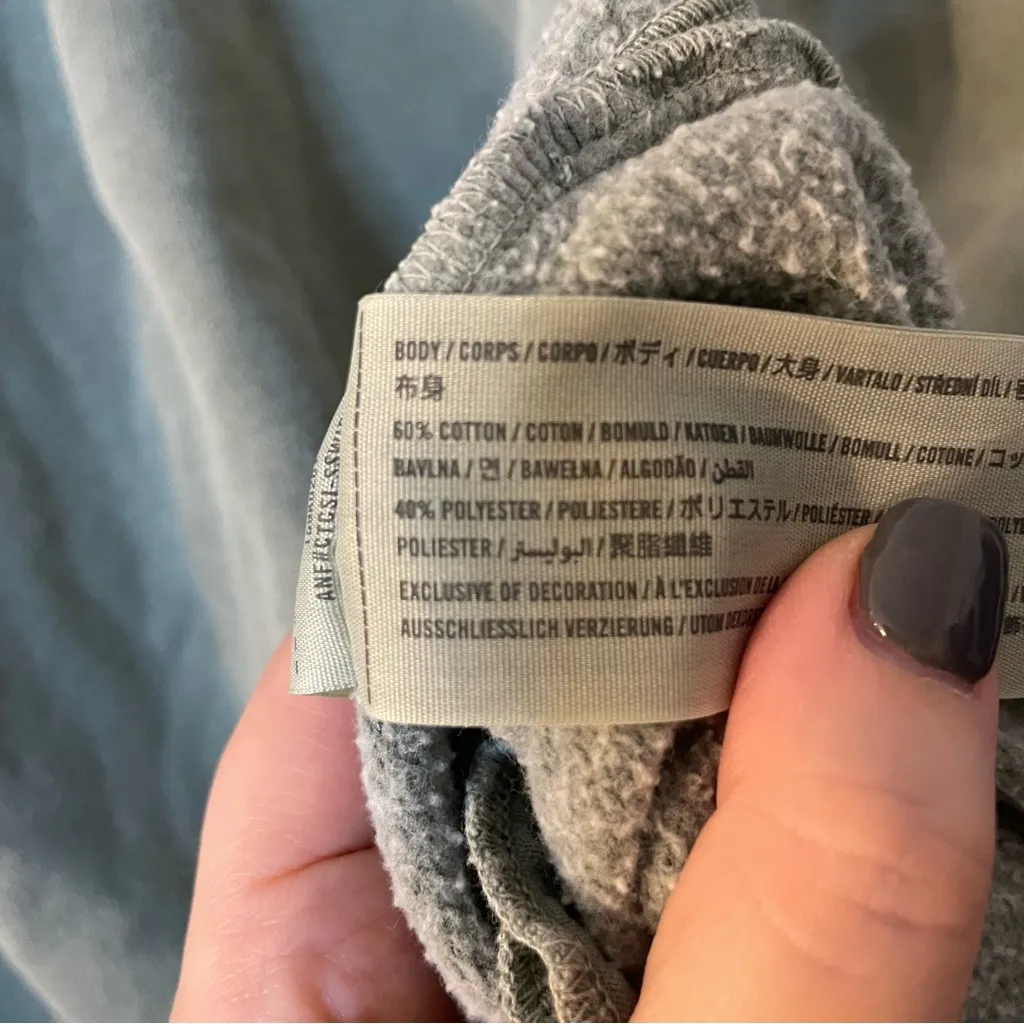 BODY / CORPS / CORPO / ボディ / CUERPO / 大身 / VARTALO / STŘEDNÍ DÍL /
布身
60% COTTON / COTON / BOMULD / KATOEN / BAUMWOLLE / BOMULL / COTONE / コッ
BAVLNA / 면 / BAWEŁNA / ALGODÃO / القطن
40% POLYESTER / POLIESTERE / ポリエステル / POLIÉSTER /
POLIESTER / البوليستر / 聚脂纖維
EXCLUSIVE OF DECORATION / À L'EXCLUSION DE
AUSSCHLIESSLICH VERZIERUNG / UTOM